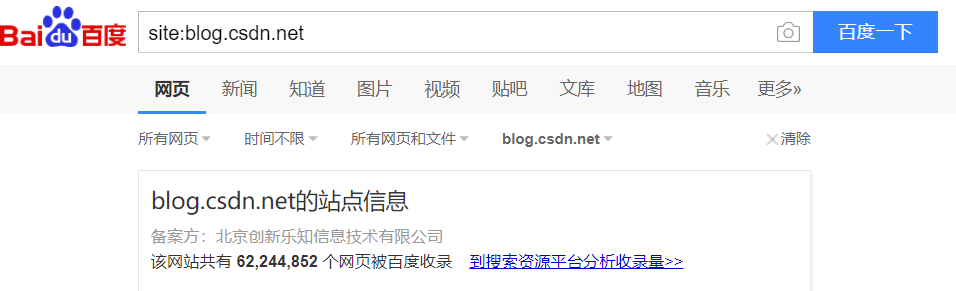 Bai du 百度 site:blog.csdn.net 百度一下
网页 新闻 知道 图片 视频 贴吧 文库 地图 音乐 更多»
所有网页 时间不限 所有网页和文件 blog.csdn.net 清除
blog.csdn.net的站点信息
备案方：北京创新乐知信息技术有限公司
该网站共有 62,244,852 个网页被百度收录 到搜索资源平台分析收录量>>